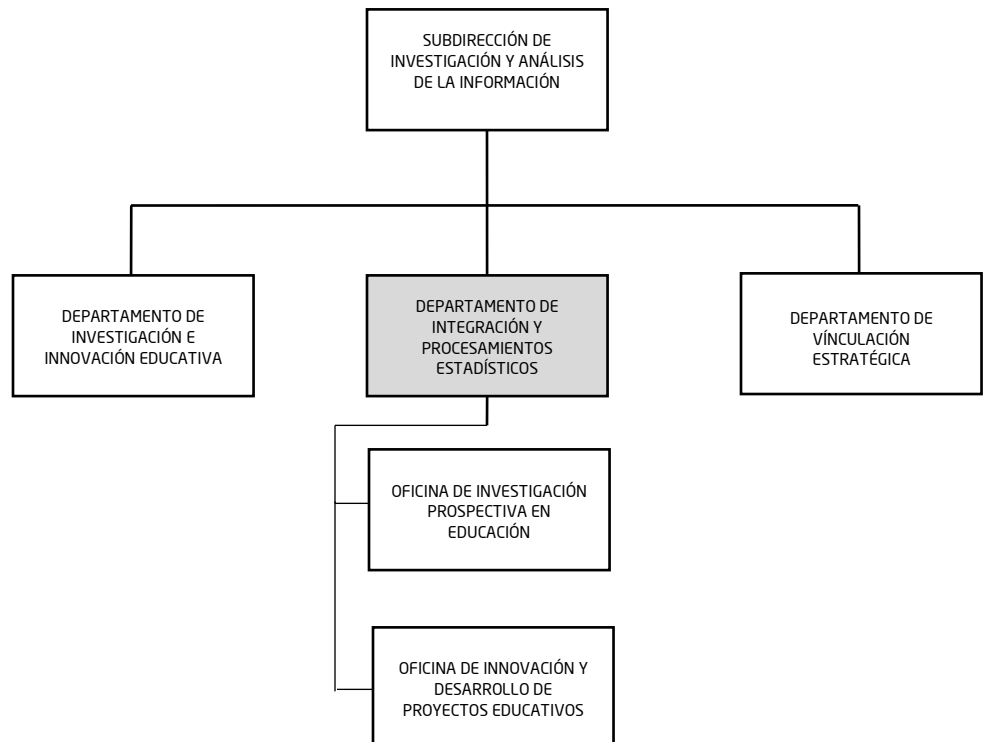 SUBDIRECCIÓN DE
INVESTIGACIÓN Y ANÁLISIS
DE LA INFORMACIÓN
DEPARTAMENTO DE
INVESTIGACIÓN E
INNOVACIÓN EDUCATIVA
DEPARTAMENTO DE
INTEGRACIÓN Y
PROCESAMIENTOS
ESTADÍSTICOS
DEPARTAMENTO DE
VÍNCULACIÓN
ESTRATÉGICA
OFICINA DE INVESTIGACIÓN
PROSPECTIVA EN
EDUCACIÓN
OFICINA DE INNOVACIÓN Y
DESARROLLO DE
PROYECTOS EDUCATIVOS